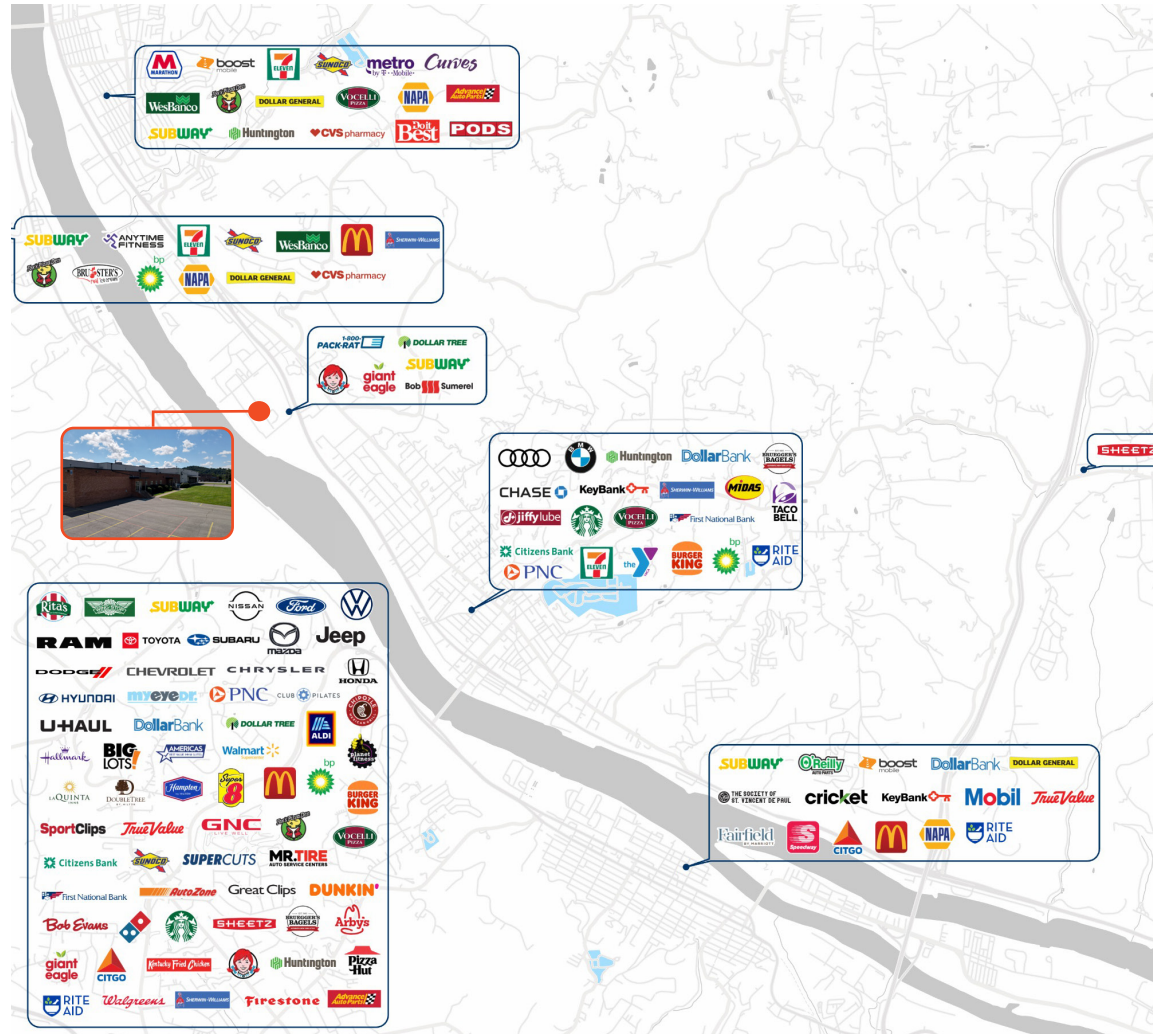 MARATHON boost mobile 7 ELEVEN SUNOCO metro by T-Mobile Curves
WesBanco DOLLAR GENERAL VOCELLI PIZZA NAPA Advance Auto Parts
SUBWAY Huntington CVS pharmacy Do it Best PODS
SUBWAY ANYTIME FITNESS 7 ELEVEN SUNOCO WesBanco SHERWIN-WILLIAMS
BRUSTER'S bp NAPA DOLLAR GENERAL CVS pharmacy
1-800-PACK-RAT DOLLAR TREE
giant eagle SUBWAY
Bob Sumerel
BMW Huntington DollarBank BRUEGGER'S BAGELS
CHASE KeyBank SHERWIN-WILLIAMS MIDAS TACO BELL
jiffylube VOCELLI PIZZA First National Bank
Citizens Bank 7 ELEVEN the Y BURGER KING bp RITE AID
PNC
SHEETZ
Rita's SUBWAY NISSAN Ford
RAM TOYOTA SUBARU mazda Jeep
DODGE CHEVROLET CHRYSLER HONDA
HYUNDAI myeyedr. PNC CLUB PILATES CHIPOTLE
U-HAUL DollarBank DOLLAR TREE ALDI
Hallmark BIG LOTS! AMERICAS Walmart bp planet fitness
LAQUINTA DOUBLETREE Hampton Super 8 BURGER KING
SportClips True Value GNC LIVE WELL VOCELLI PIZZA
Citizens Bank SUNOCO SUPERCUTS MR.TIRE AUTO SERVICE CENTERS
First National Bank AutoZone Great Clips DUNKIN'
Bob Evans SHEETZ BRUEGGER'S BAGELS Arby's
giant eagle CITGO Kentucky Fried Chicken Huntington Pizza Hut
RITE AID Walgreens SHERWIN-WILLIAMS Firestone Advance Auto Parts
SUBWAY O'Reilly AUTO PARTS boost mobile DollarBank DOLLAR GENERAL
THE SOCIETY OF ST. VINCENT DE PAUL cricket KeyBank Mobil True Value
Fairfield BY MARRIOTT Speedway CITGO NAPA RITE AID